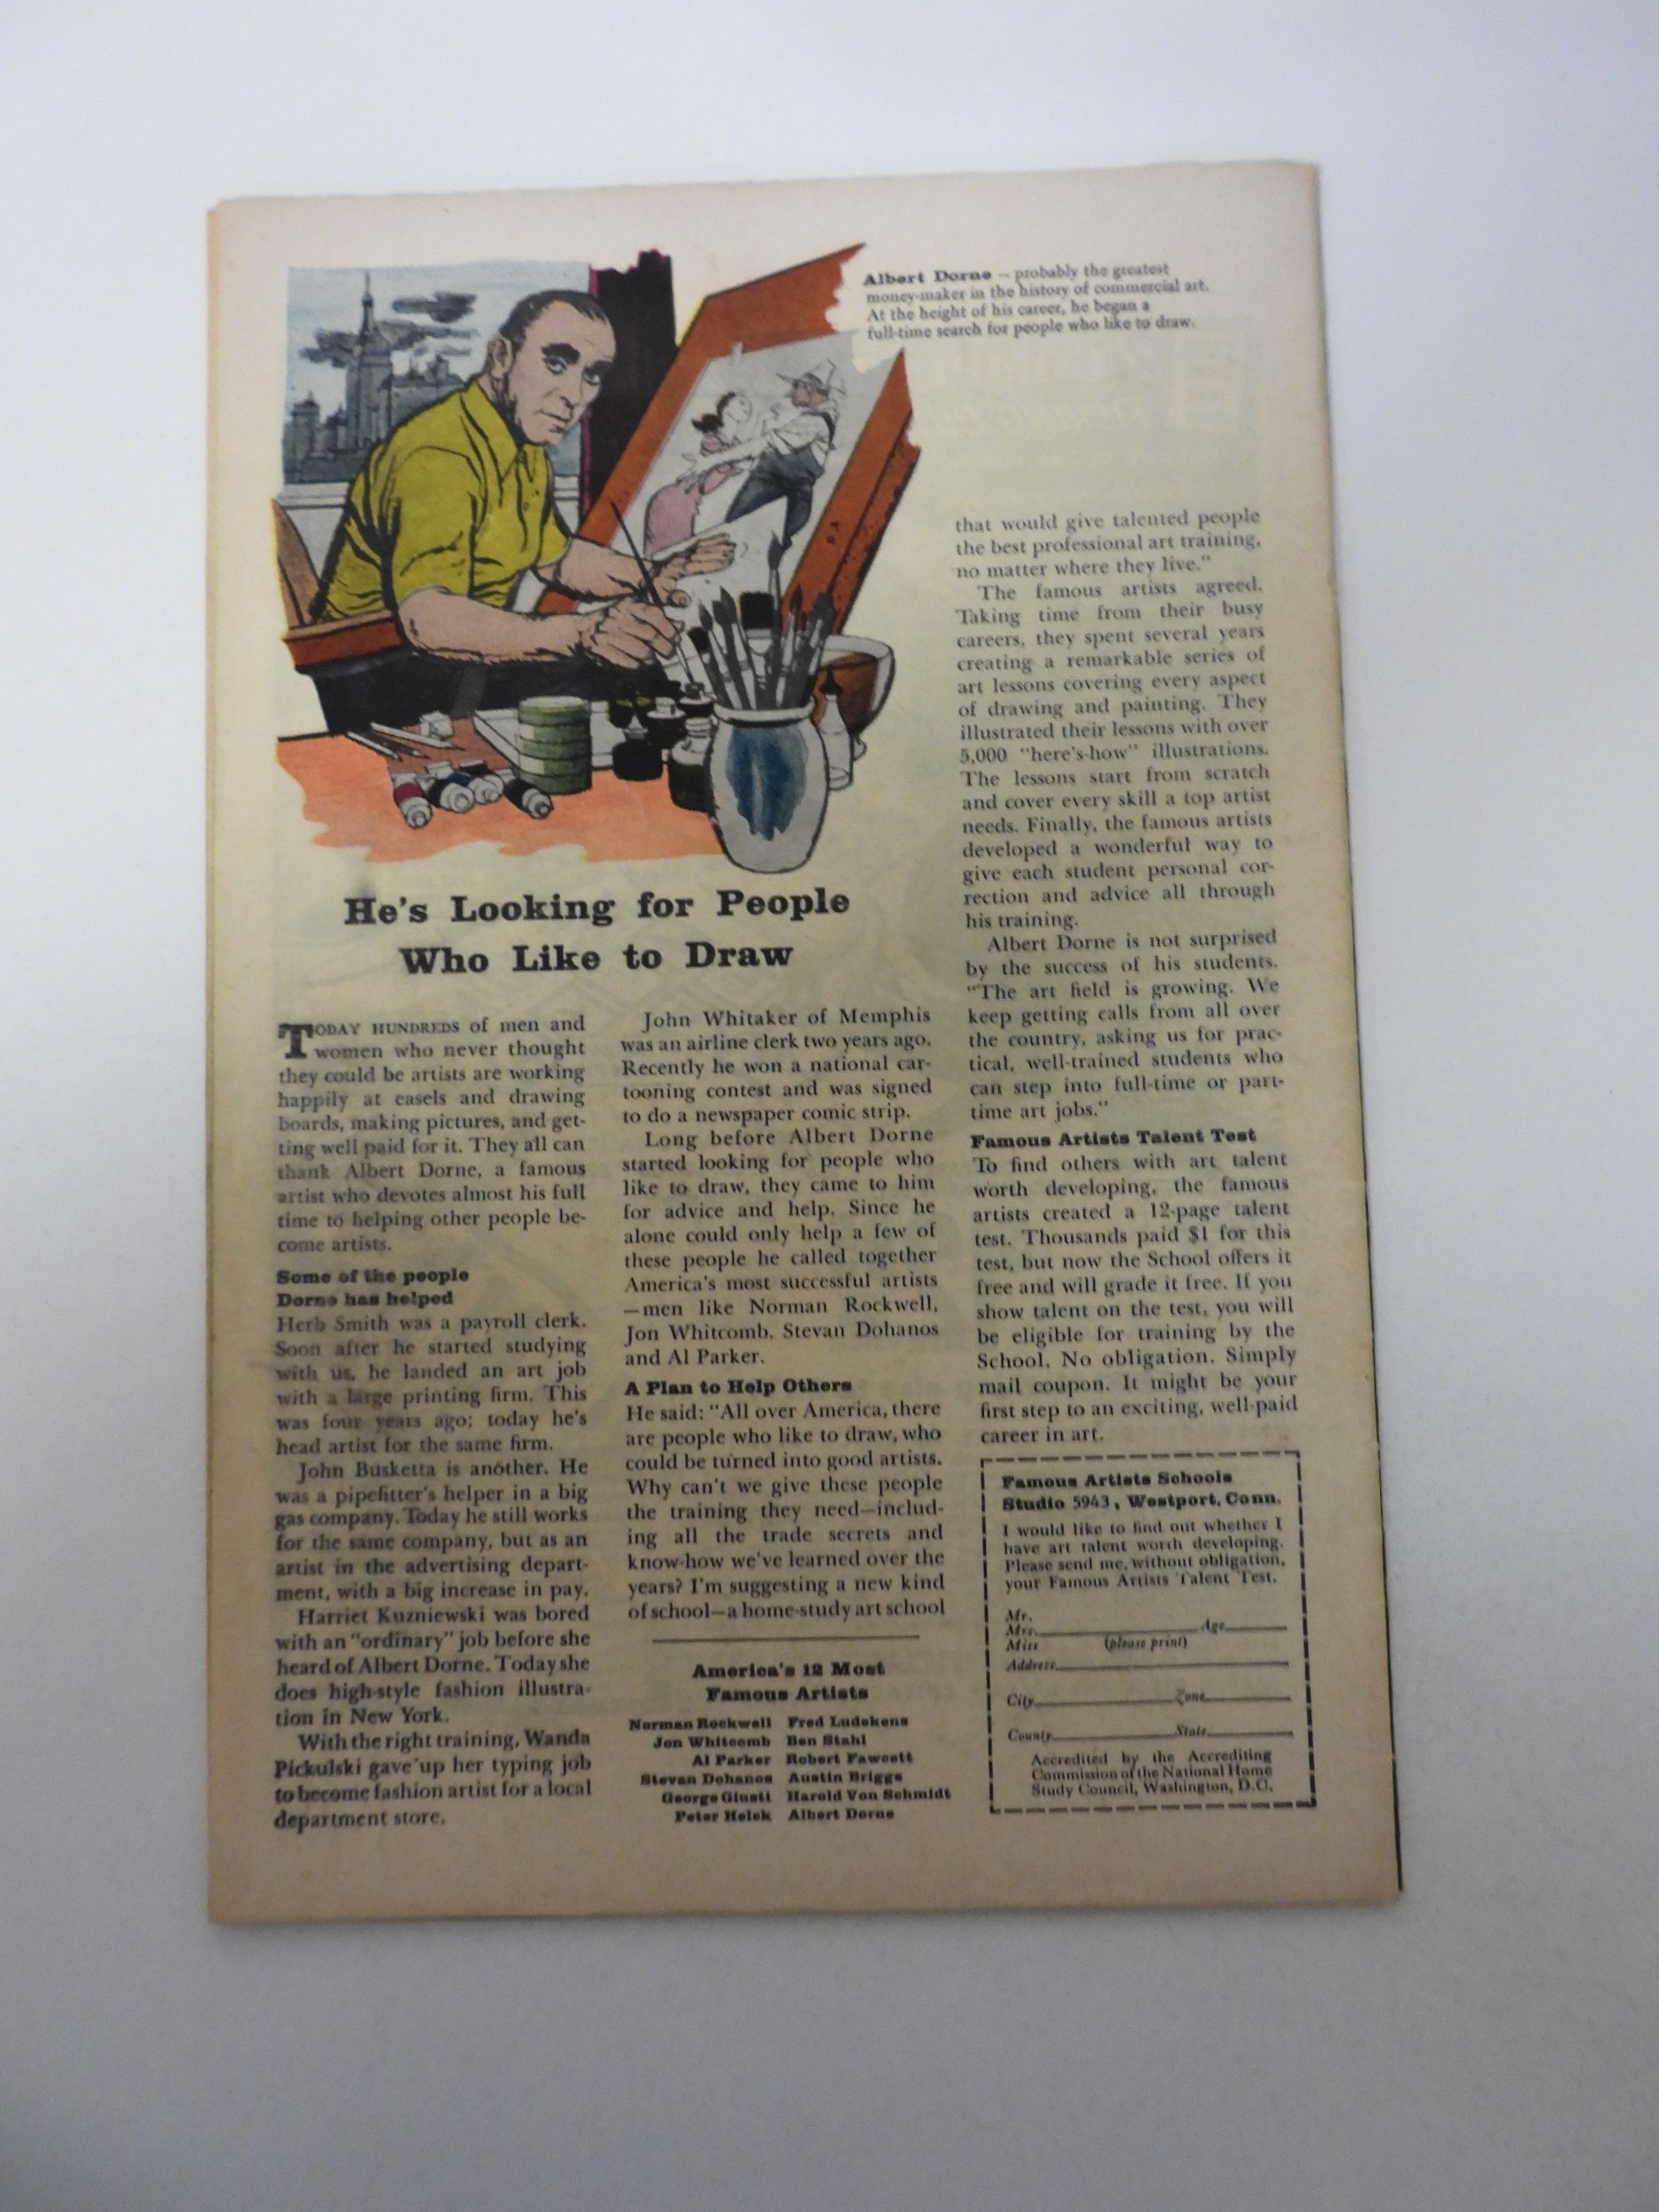 Albert Dorne – probably the greatest
money-maker in the history of commercial art.
At the height of his career, he began a
full-time search for people who like to draw.
He's Looking for People
Who Like to Draw
TODAY HUNDREDS of men and
women who never thought
they could be artists are working
happily at easels and drawing
boards, making pictures, and get-
ting well paid for it. They all can
thank Albert Dorne, a famous
artist who devotes almost his full
time to helping other people be-
come artists.
Some of the people
Dorne has helped
Herb Smith was a payroll clerk.
Soon after he started studying
with us, he landed an art job
with a large printing firm. This
was four years ago; today he's
head artist for the same firm.
John Busketta is another. He
was a pipefitter's helper in a big
gas company. Today he still works
for the same company, but as an
artist in the advertising depart-
ment, with a big increase in pay.
Harriet Kuzniewski was bored
with an "ordinary" job before she
heard of Albert Dorne. Today she
does high-style fashion illustra-
tion in New York.
With the right training, Wanda
Pickulski gave up her typing job
to become fashion artist for a local
department store.
John Whitaker of Memphis
was an airline clerk two years ago.
Recently he won a national car-
tooning contest and was signed
to do a newspaper comic strip.
Long before Albert Dorne
started looking for people who
like to draw, they came to him
for advice and help. Since he
alone could only help a few of
these people he called together
America's most successful artists
—men like Norman Rockwell,
Jon Whitcomb, Stevan Dohanos
and Al Parker.
A Plan to Help Others
He said: "All over America, there
are people who like to draw, who
could be turned into good artists.
Why can't we give these people
the training they need—includ-
ing all the trade secrets and
know-how we've learned over the
years? I'm suggesting a new kind
of school—a home-study art school
America's 12 Most
Famous Artists
Norman Rockwell Fred Ludekens
Jon Whitcomb Ben Stahl
Al Parker Robert Fawcett
Stevan Dohanos Austin Briggs
George Giusti Harold Von Schmidt
Peter Helck Albert Dorne
that would give talented people
the best professional art training,
no matter where they live."
The famous artists agreed.
Taking time from their busy
careers, they spent several years
creating a remarkable series of
art lessons covering every aspect
of drawing and painting. They
illustrated their lessons with over
5,000 "here's-how" illustrations.
The lessons start from scratch
and cover every skill a top artist
needs. Finally, the famous artists
developed a wonderful way to
give each student personal cor-
rection and advice all through
his training.
Albert Dorne is not surprised
by the success of his students.
"The art field is growing. We
keep getting calls from all over
the country, asking us for prac-
tical, well-trained students who
can step into full-time or part-
time art jobs."
Famous Artists Talent Test
To find others with art talent
worth developing, the famous
artists created a 12-page talent
test. Thousands paid $1 for this
test, but now the School offers it
free and will grade it free. If you
show talent on the test, you will
be eligible for training by the
School. No obligation. Simply
mail coupon. It might be your
first step to an exciting, well-paid
career in art.
Famous Artists Schools
Studio 5943, Westport, Conn.
I would like to find out whether I
have art talent worth developing.
Please send me, without obligation,
your Famous Artists Talent Test.
Mr.
Mrs. Age
Miss (please print)
Address
City Zone
County State
Accredited by the Accrediting
Commission of the National Home
Study Council, Washington, D.C.